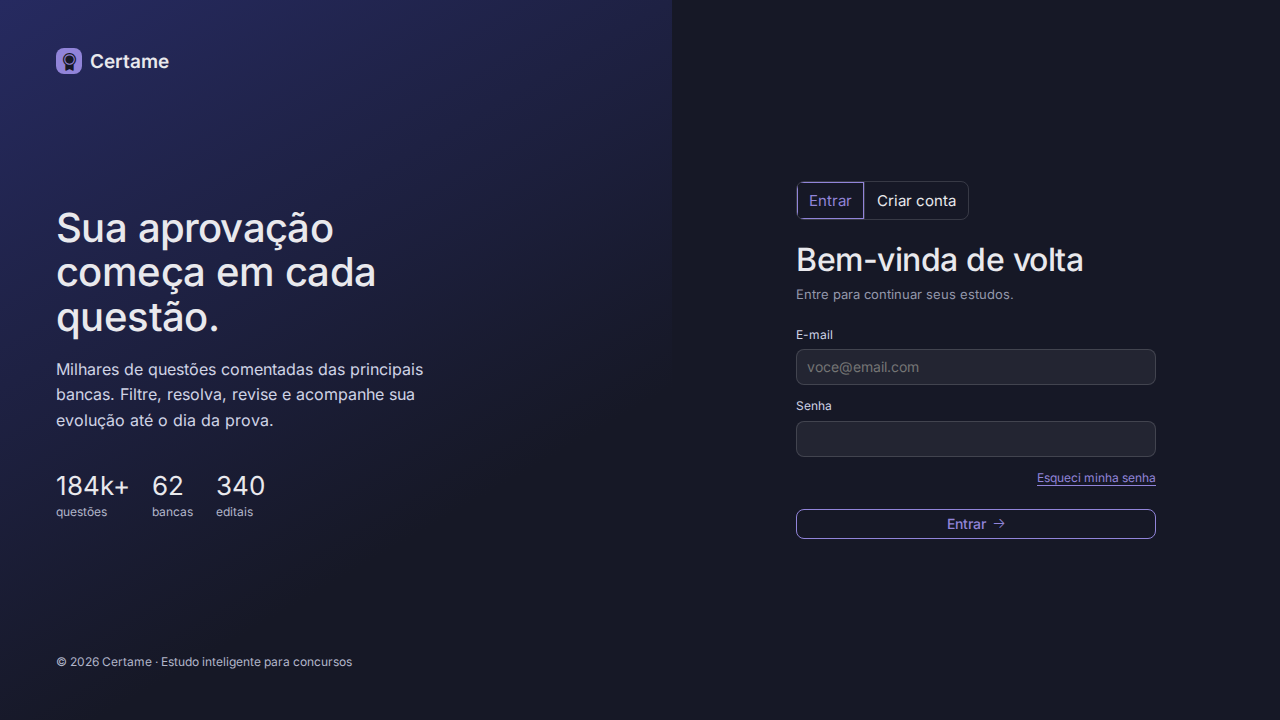 Certame
Sua aprovação
começa em cada
questão.
Milhares de questões comentadas das principais
bancas. Filtre, resolva, revise e acompanhe sua
evolução até o dia da prova.
184k+ 62 340
questões bancas editais
© 2026 Certame · Estudo inteligente para concursos
Entrar Criar conta
Bem-vinda de volta
Entre para continuar seus estudos.
E-mail
voce@email.com
Senha
Esqueci minha senha
Entrar →